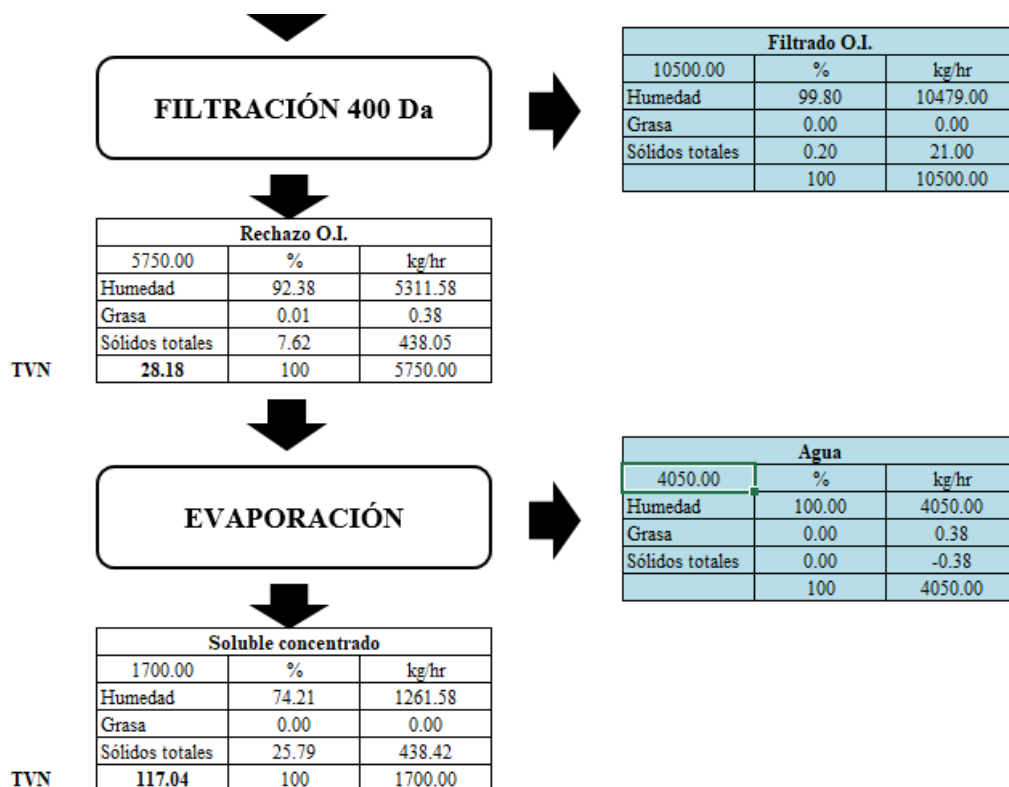 FILTRACIÓN 400 Da
Filtrado O.I.
10500.00 % kg/hr
Humedad 99.80 10479.00
Grasa 0.00 0.00
Sólidos totales 0.20 21.00
100 10500.00
Rechazo O.I.
5750.00 % kg/hr
Humedad 92.38 5311.58
Grasa 0.01 0.38
Sólidos totales 7.62 438.05
TVN 28.18 100 5750.00
EVAPORACIÓN
Agua
4050.00 % kg/hr
Humedad 100.00 4050.00
Grasa 0.00 0.38
Sólidos totales 0.00 -0.38
100 4050.00
Soluble concentrado
1700.00 % kg/hr
Humedad 74.21 1261.58
Grasa 0.00 0.00
Sólidos totales 25.79 438.42
TVN 117.04 100 1700.00